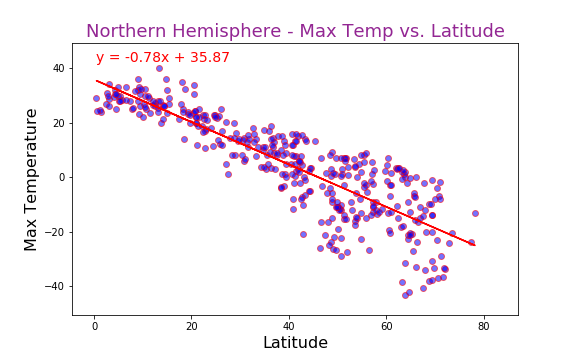 Northern Hemisphere - Max Temp vs. Latitude
y = -0.78x + 35.87
Max Temperature
40
20
0
−20
−40
0
20
40
60
80
Latitude